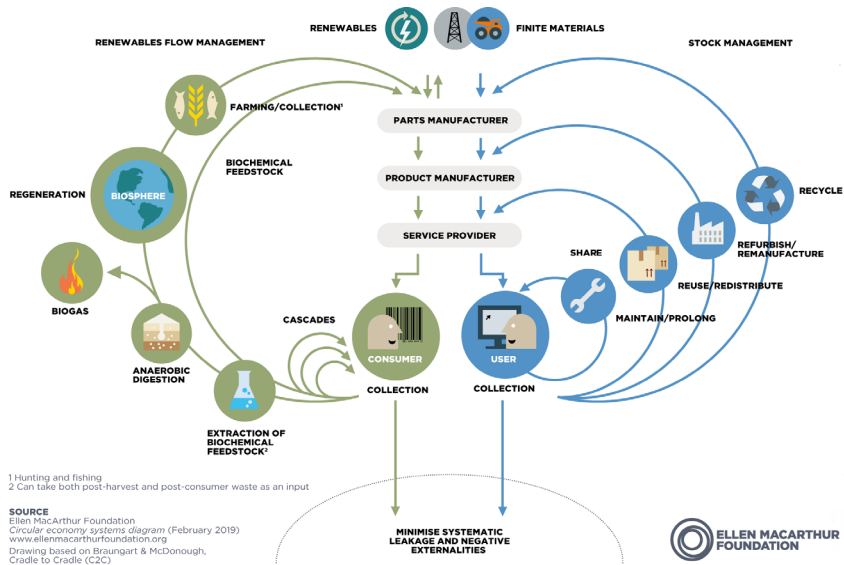 RENEWABLES
FINITE MATERIALS
RENEWABLES FLOW MANAGEMENT
STOCK MANAGEMENT
FARMING/COLLECTION¹
PARTS MANUFACTURER
BIOCHEMICAL
FEEDSTOCK
PRODUCT MANUFACTURER
REGENERATION
BIOSPHERE
RECYCLE
SERVICE PROVIDER
SHARE
REFURBISH/
REMANUFACTURE
REUSE/REDISTRIBUTE
BIOGAS
CASCADES
MAINTAIN/PROLONG
ANAEROBIC
DIGESTION
CONSUMER
USER
COLLECTION
COLLECTION
EXTRACTION OF
BIOCHEMICAL
FEEDSTOCK²
1 Hunting and fishing
2 Can take both post-harvest and post-consumer waste as an input
SOURCE
Ellen MacArthur Foundation
Circular economy systems diagram (February 2019)
www.ellenmacarthurfoundation.org
Drawing based on Braungart & McDonough,
Cradle to Cradle (C2C)
MINIMISE SYSTEMATIC
LEAKAGE AND NEGATIVE
EXTERNALITIES
ELLEN MACARTHUR
FOUNDATION